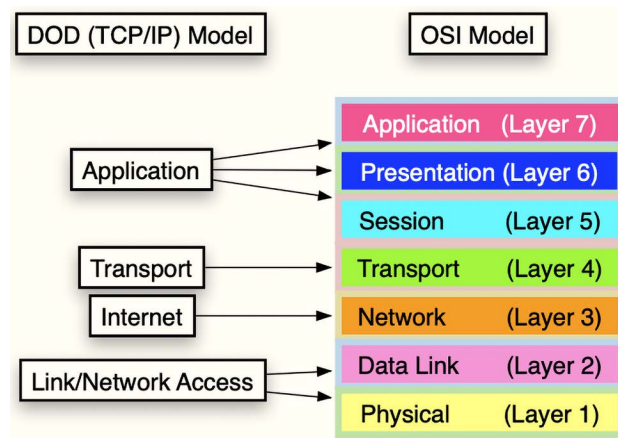 DOD (TCP/IP) Model
OSI Model
Application (Layer 7)
Application
Presentation (Layer 6)
Session (Layer 5)
Transport
Transport (Layer 4)
Internet
Network (Layer 3)
Link/Network Access
Data Link (Layer 2)
Physical (Layer 1)